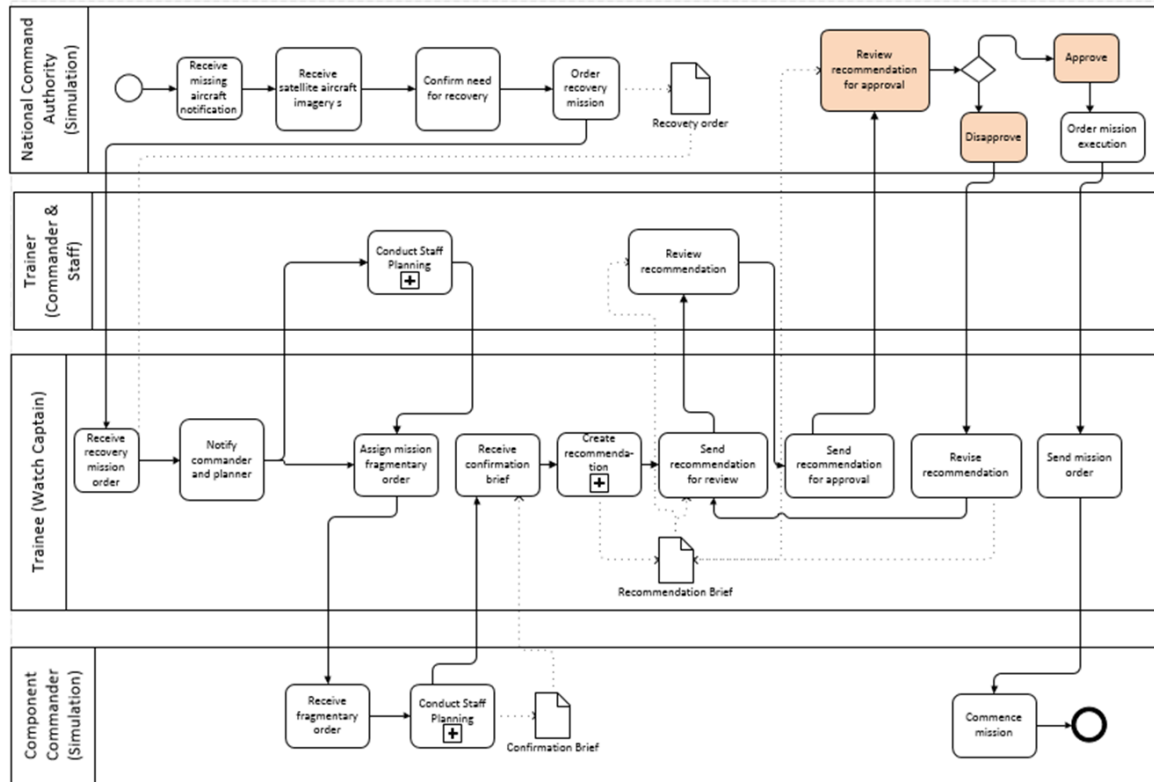 National Command
Authority
(Simulation)
Receive
missing
aircraft
notification
Receive
satellite aircraft
imagery s
Confirm need
for recovery
Order
recovery
mission
Recovery order
Review
recommendation
for approval
Approve
Disapprove
Order mission
execution
Trainer
(Commander &
Staff)
Conduct Staff
Planning
Review
recommendation
Trainee (Watch Captain)
Receive
recovery
mission
order
Notify
commander
and planner
Assign mission
fragmentary
order
Receive
confirmation
brief
Create
recommenda-
tion
Send
recommendation
for review
Send
recommendation
for approval
Revise
recommendation
Send mission
order
Recommendation Brief
Component
Commander
(Simulation)
Receive
fragmentary
order
Conduct Staff
Planning
Confirmation Brief
Commence
mission